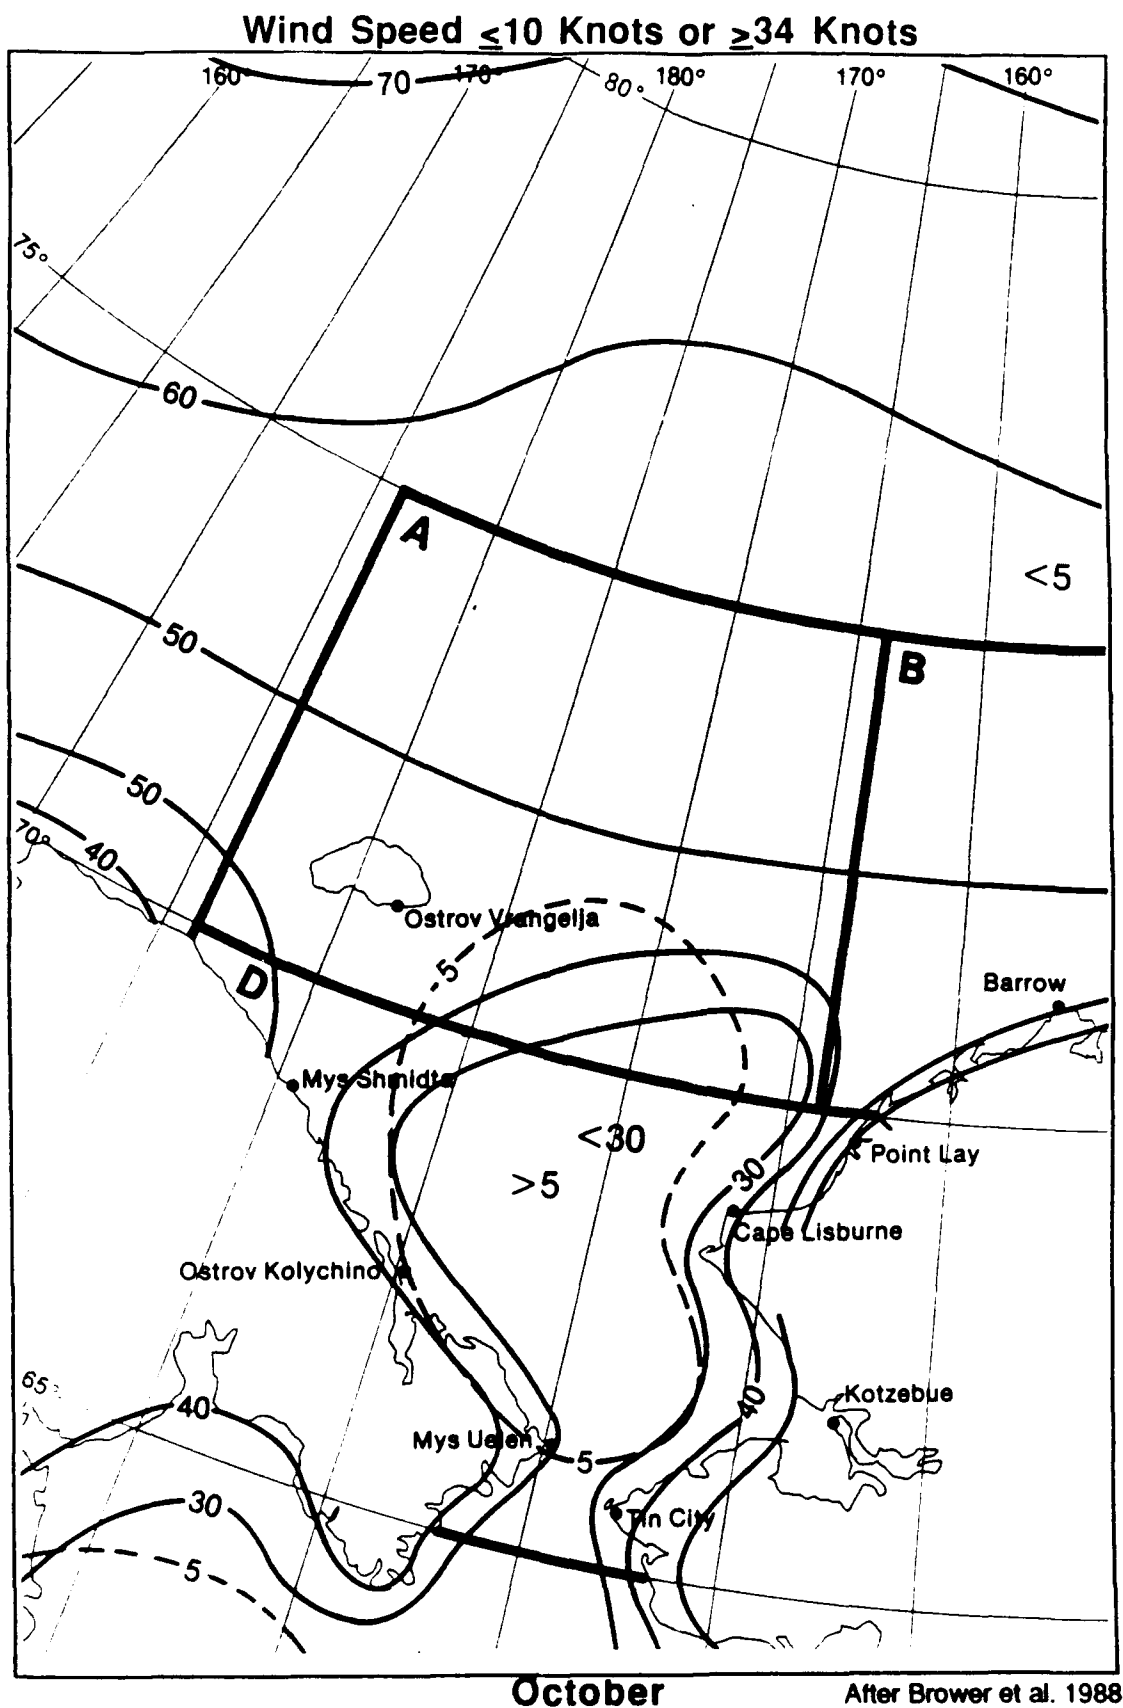 Wind Speed ≤10 Knots or ≥34 Knots
160° 70 170° 80° 180° 170° 160°
75°
60
A
<5
50
B
50
70°
40
Ostrov Vrangelja
5
D
Barrow
Mys Shmidta
<30
Point Lay
>5
30
Cape Lisburne
Ostrov Kolychino
65°
40
40
Kotzebue
Mys Uelen
5
30
Tin City
5
October
After Brower et al. 1988